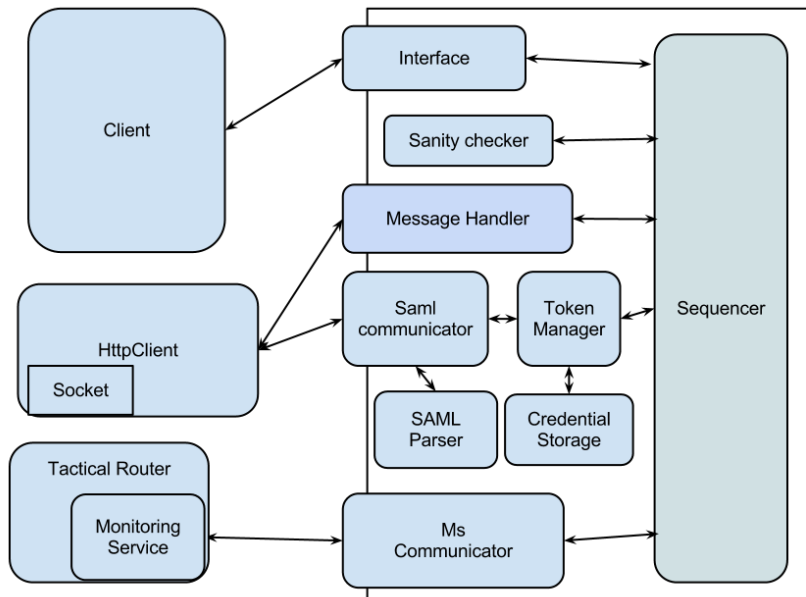 Client
Interface
Sanity checker
Message Handler
HttpClient
Socket
Saml
communicator
Token
Manager
Sequencer
SAML
Parser
Credential
Storage
Tactical Router
Monitoring
Service
Ms
Communicator